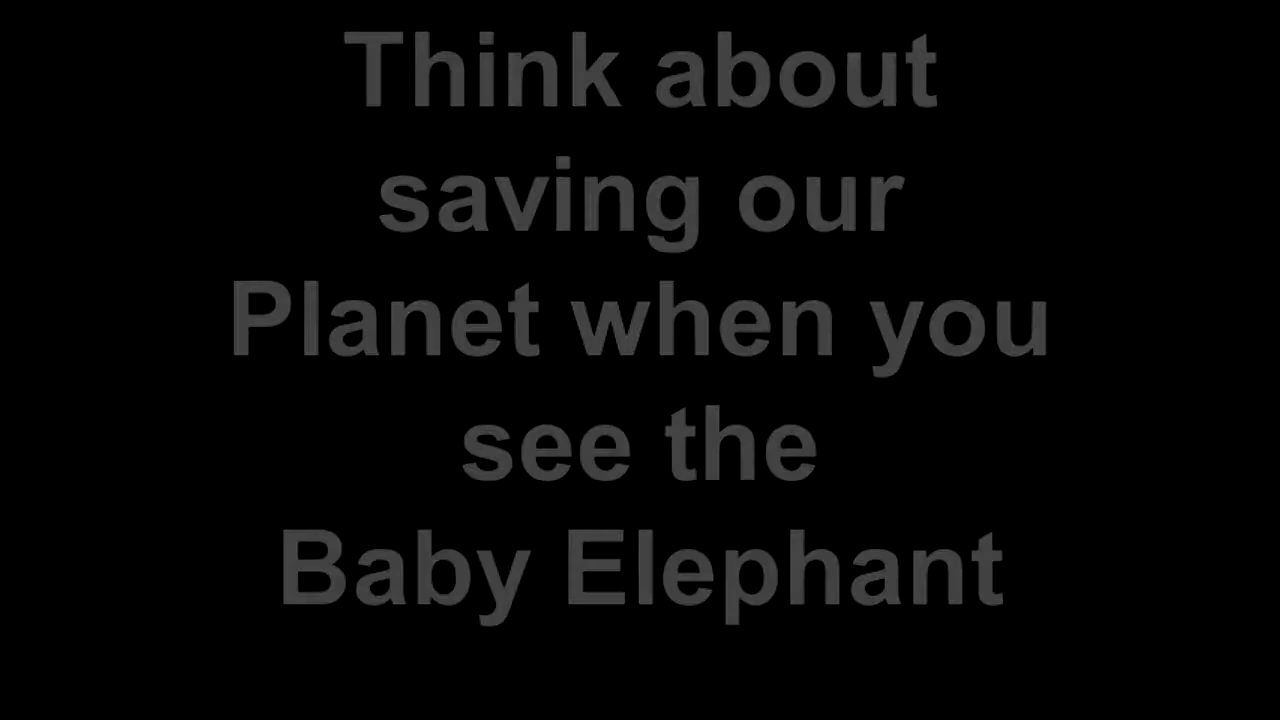 Think about
saving our
Planet when you
see the
Baby Elephant